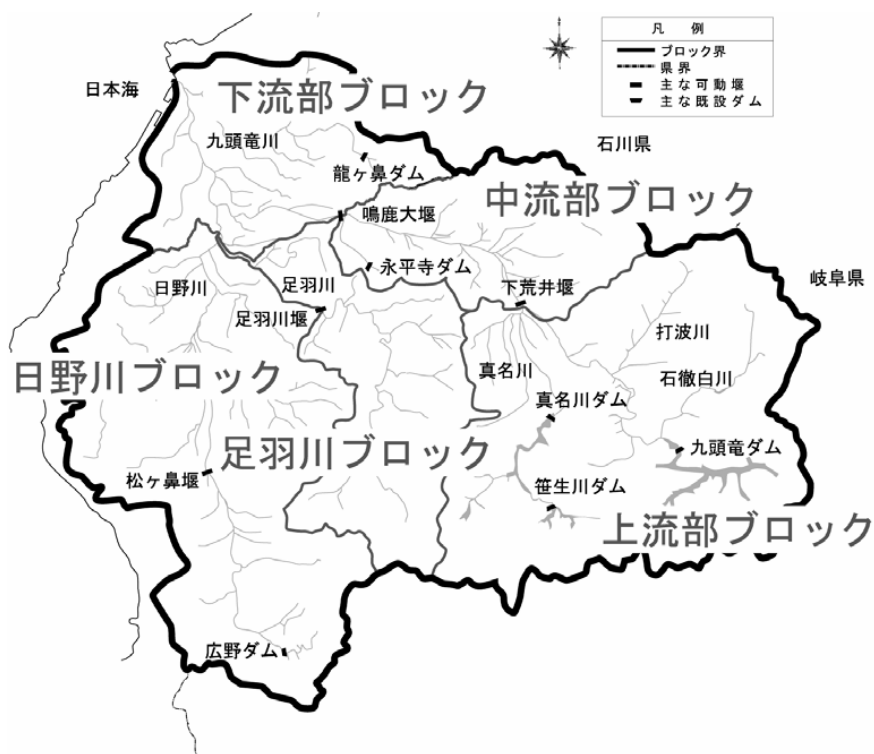 凡 例
ブロック界
県界
主な可動堰
主な既設ダム
日本海
下流部ブロック
九頭竜川
龍ヶ鼻ダム
石川県
中流部ブロック
鳴鹿大堰
永平寺ダム
足羽川
日野川
足羽川堰
下荒井堰
岐阜県
打波川
日野川ブロック
真名川
石徹白川
真名川ダム
足羽川ブロック
九頭竜ダム
松ヶ鼻堰
笹生川ダム
上流部ブロック
広野ダム